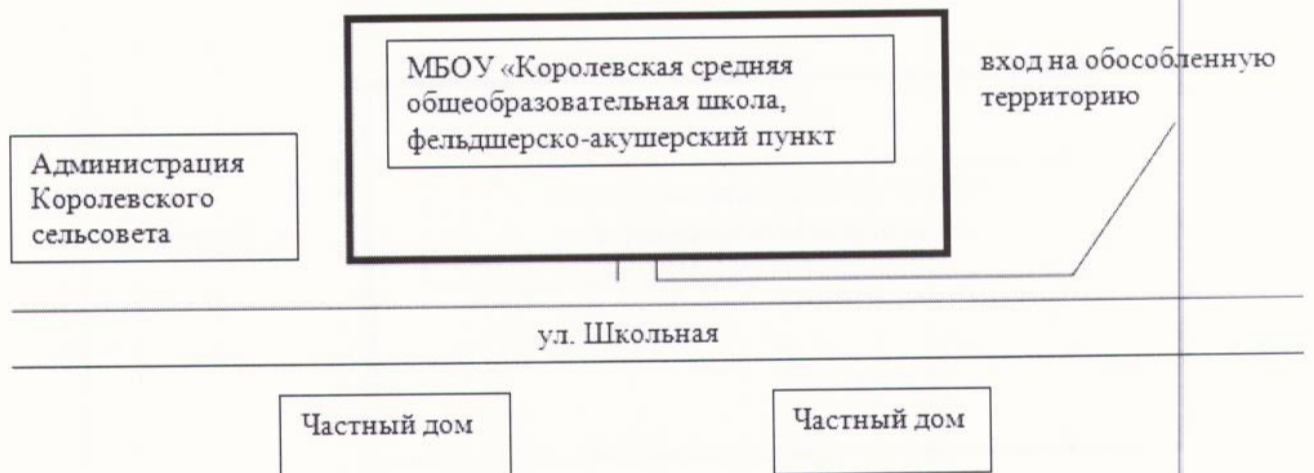 МБОУ «Королевская средняя
общеобразовательная школа,
фельдшерско-акушерский пункт
вход на обособленную
территорию
Администрация
Королевского
сельсовета
ул. Школьная
Частный дом
Частный дом